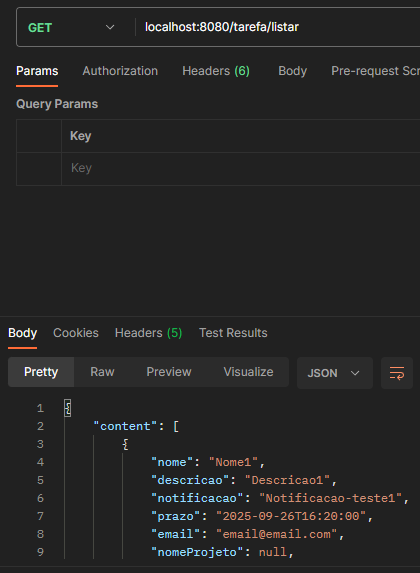 GET localhost:8080/tarefa/listar
Params Authorization Headers (6) Body Pre-request Scr
Query Params
Key
Key
Body Cookies Headers (5) Test Results
Pretty Raw Preview Visualize JSON
1 {
2 "content": [
3 {
4 "nome": "Nome1",
5 "descricao": "Descricao1",
6 "notificacao": "Notificacao-teste1",
7 "prazo": "2025-09-26T16:20:00",
8 "email": "email@email.com",
9 "nomeProjeto": null,